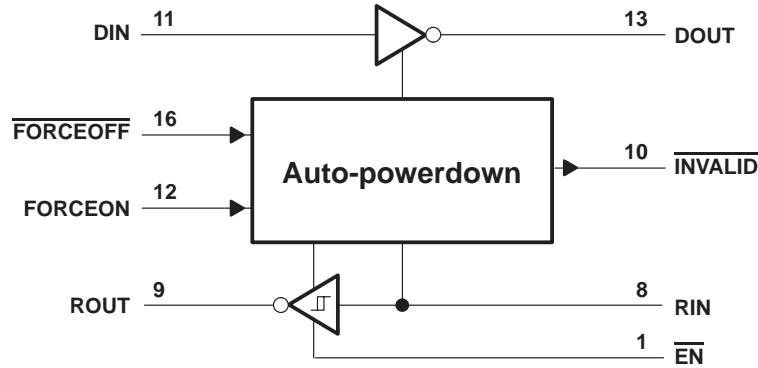 DIN 11 13 DOUT
FORCEOFF 16
Auto-powerdown
10 INVALID
FORCEON 12
ROUT 9 8 RIN
1 EN